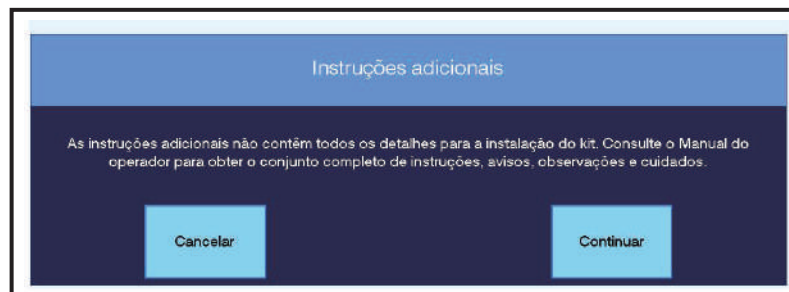 Instruções adicionais
As instruções adicionais não contêm todos os detalhes para a instalação do kit. Consulte o Manual do
operador para obter o conjunto completo de instruções, avisos, observações e cuidados.
Cancelar
Continuar